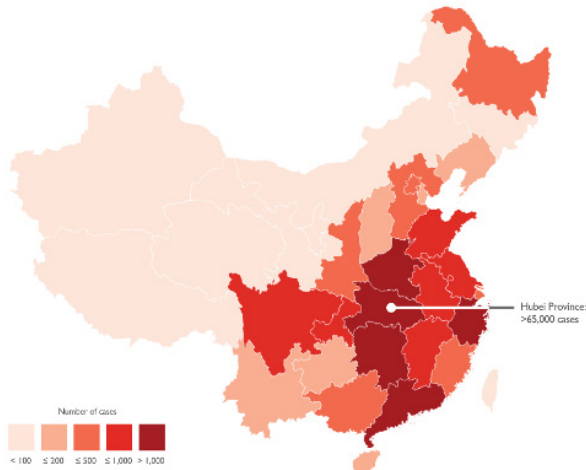 Hubei Province:
>65,000 cases
Number of cases
< 100 ≤ 200 ≤ 500 ≤ 1,000 > 1,000